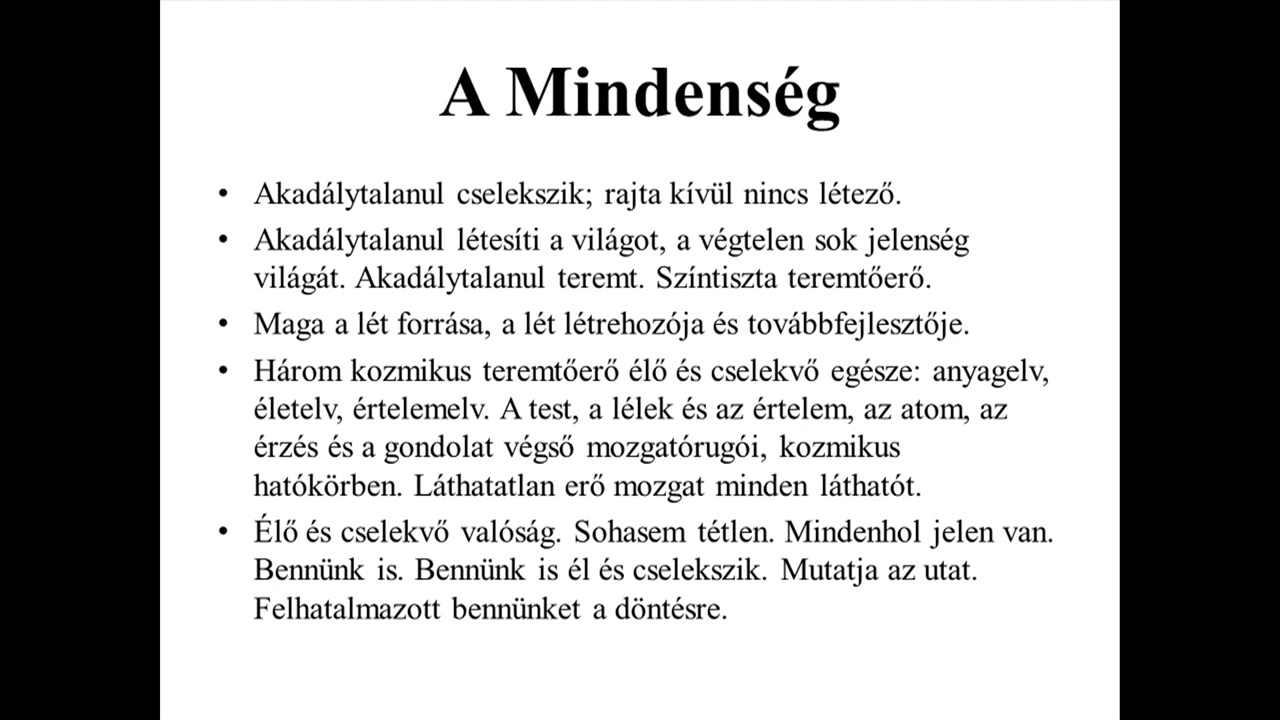 A Mindenség
• Akadálytalanul cselekszik; rajta kívül nincs létező.
• Akadálytalanul létesíti a világot, a végtelen sok jelenség
világát. Akadálytalanul teremt. Színtiszta teremtőerő.
• Maga a lét forrása, a lét létrehozója és továbbfejlesztője.
• Három kozmikus teremtőerő élő és cselekvő egésze: anyagelv,
életelv, értelemelv. A test, a lélek és az értelem, az atom, az
érzés és a gondolat végső mozgatórugói, kozmikus
hatókörben. Láthatatlan erő mozgat minden láthatót.
• Élő és cselekvő valóság. Sohasem tétlen. Mindenhol jelen van.
Bennünk is. Bennünk is él és cselekszik. Mutatja az utat.
Felhatalmazott bennünket a döntésre.